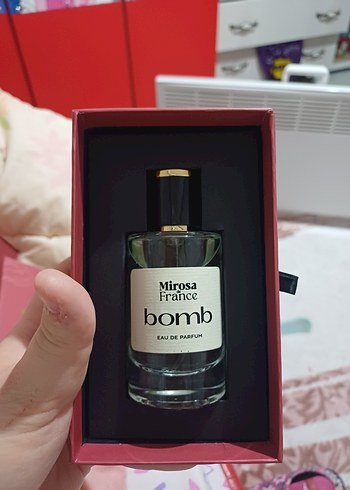 Mirosa
France
bomb
EAU DE PARFUM